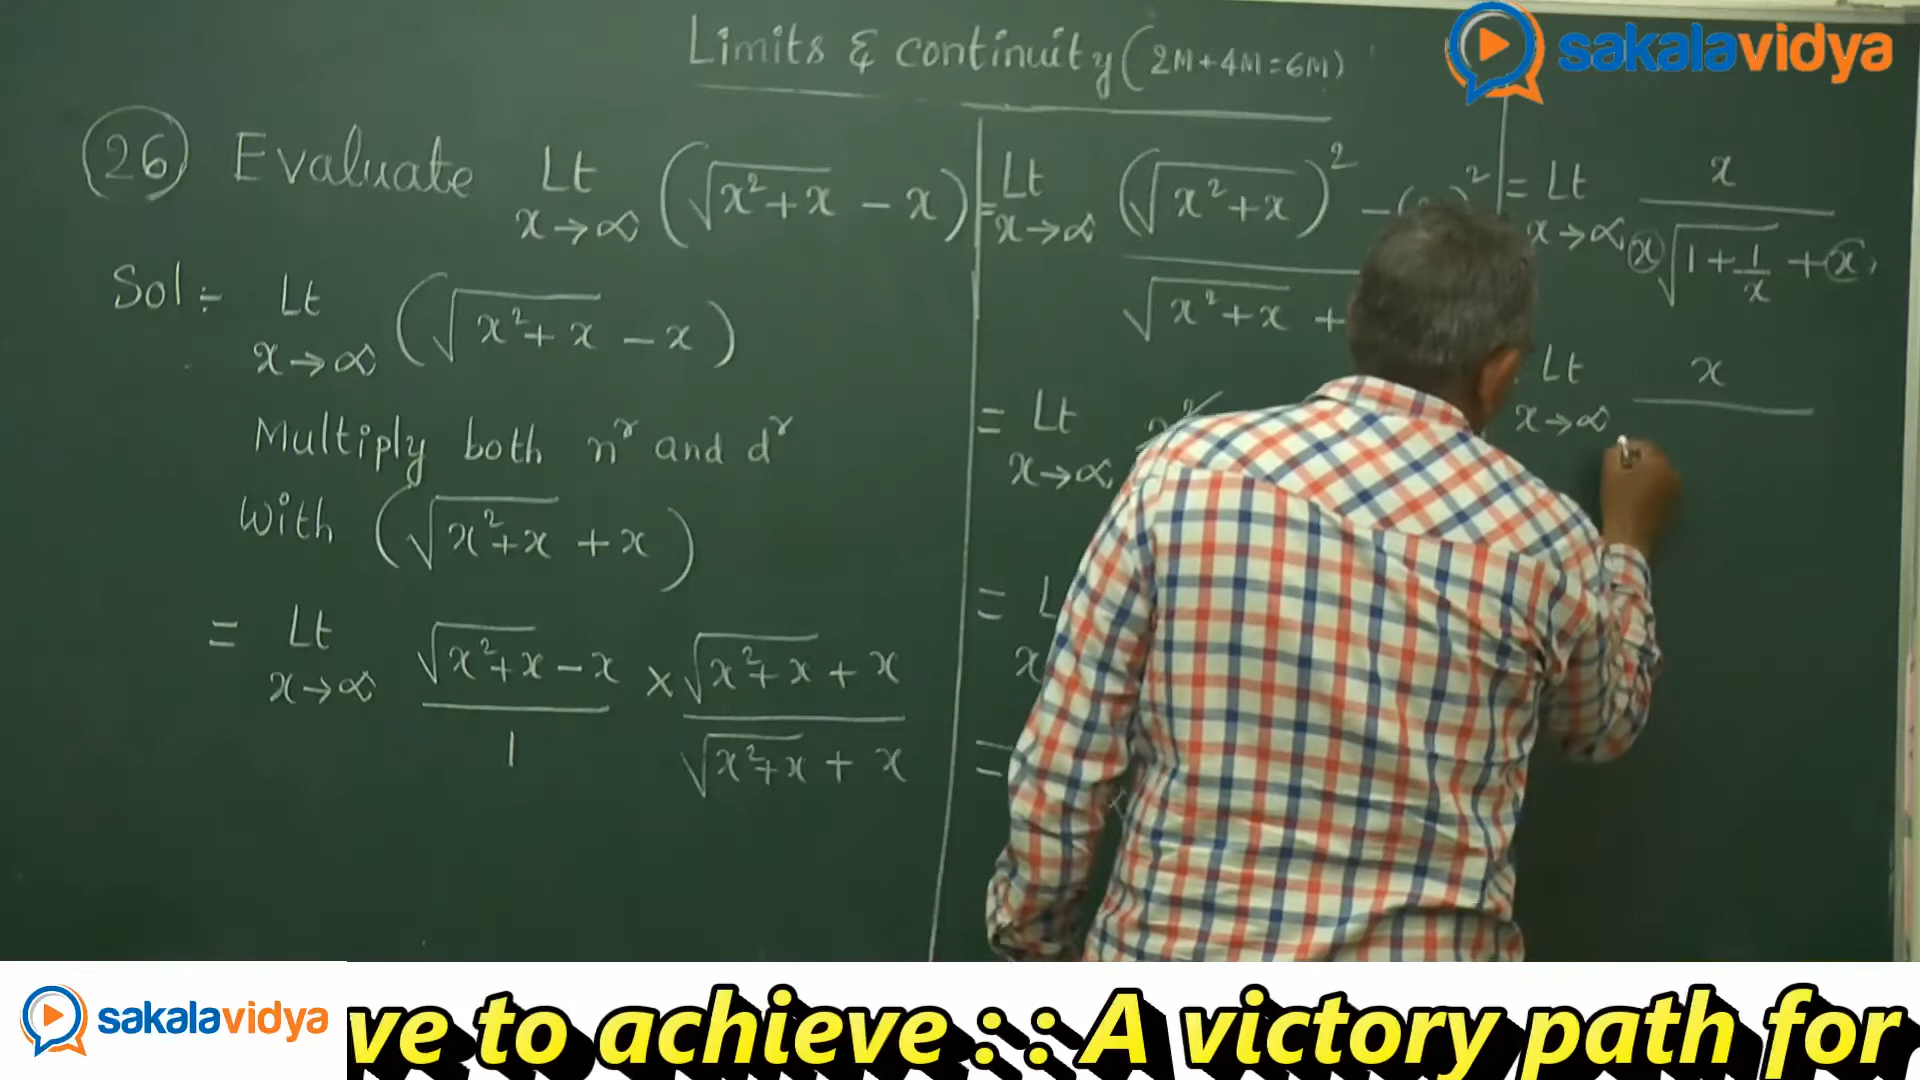 Limits & continuity (2M+4M=6M)
sakalavidya
26 Evaluate Lt x→∞ (√x²+x - x)
Sol:- Lt x→∞ (√x²+x - x)
Multiply both nʳ and dʳ
With (√x²+x + x)
= Lt x→∞ √x²+x - x / 1 × √x²+x + x / √x²+x + x
= Lt x→∞ (√x²+x)² - ²
√x²+x +
= Lt x→∞
=
=
= Lt x→∞ x / x√1+1/x + x
Lt x→∞ x
sakalavidya
ve to achieve :: A victory path for